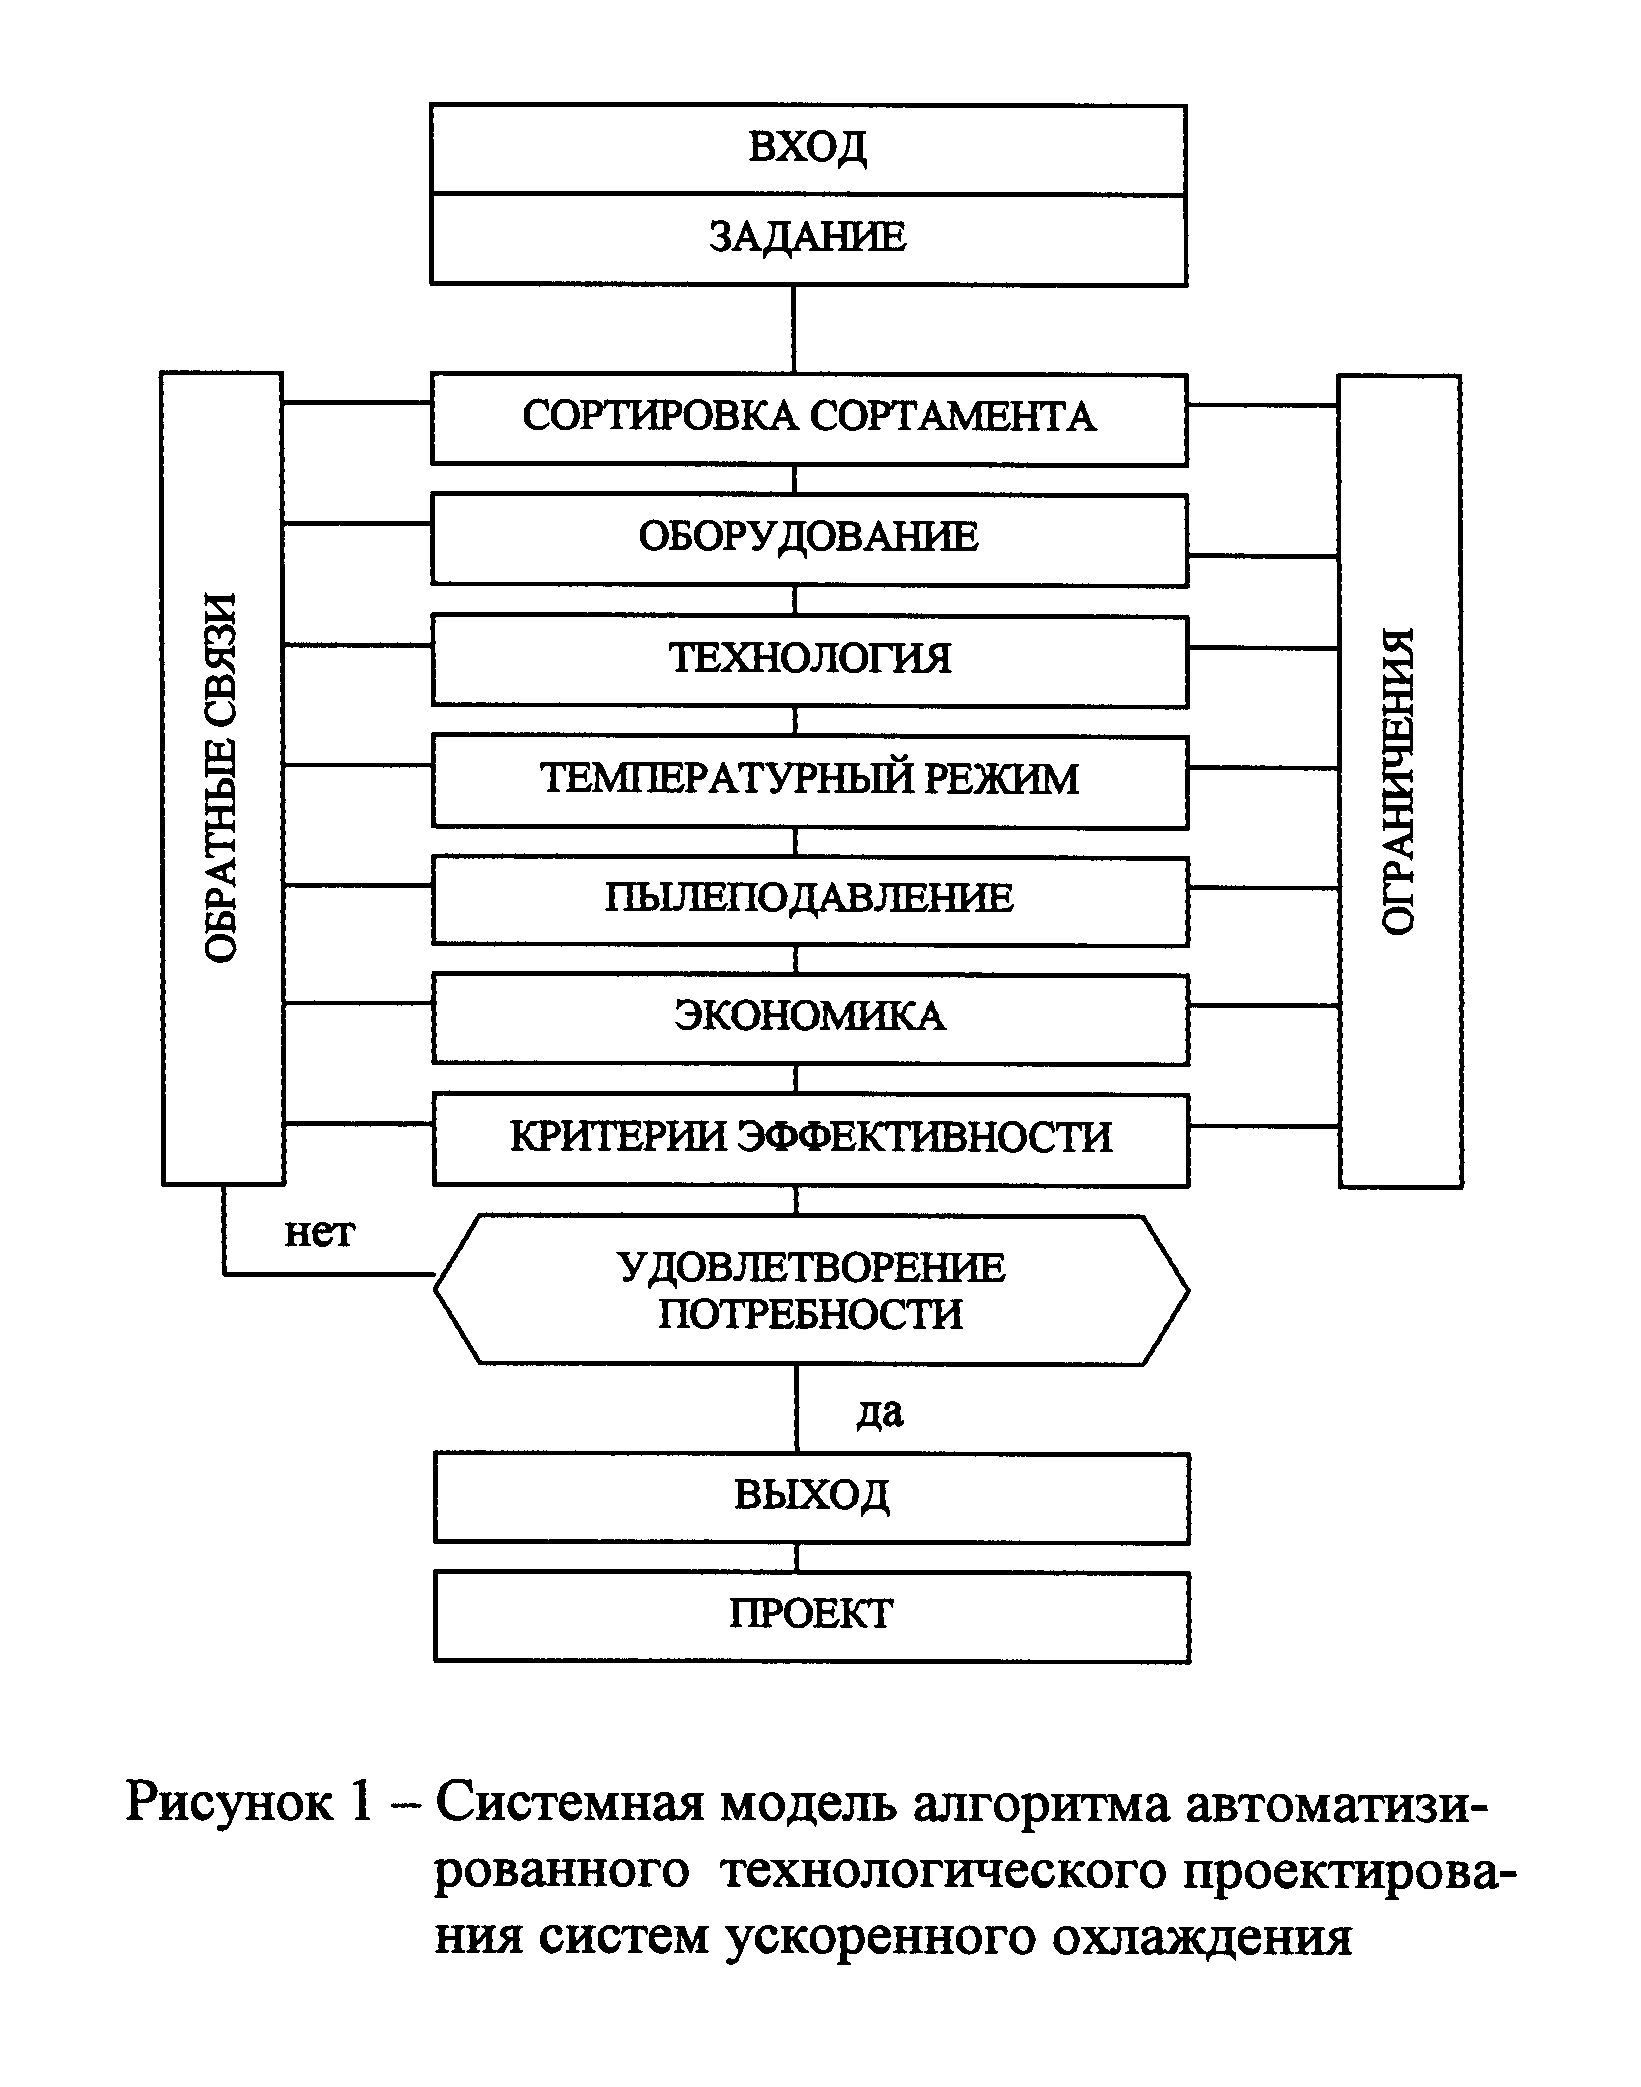 ВХОД
ЗАДАНИЕ
СОРТИРОВКА СОРТАМЕНТА
ОБОРУДОВАНИЕ
ТЕХНОЛОГИЯ
ТЕМПЕРАТУРНЫЙ РЕЖИМ
ПЫЛЕПОДАВЛЕНИЕ
ЭКОНОМИКА
КРИТЕРИИ ЭФФЕКТИВНОСТИ
ОБРАТНЫЕ СВЯЗИ
ОГРАНИЧЕНИЯ
нет
УДОВЛЕТВОРЕНИЕ
ПОТРЕБНОСТИ
да
ВЫХОД
ПРОЕКТ
Рисунок 1 – Системная модель алгоритма автоматизи-
рованного технологического проектирова-
ния систем ускоренного охлаждения